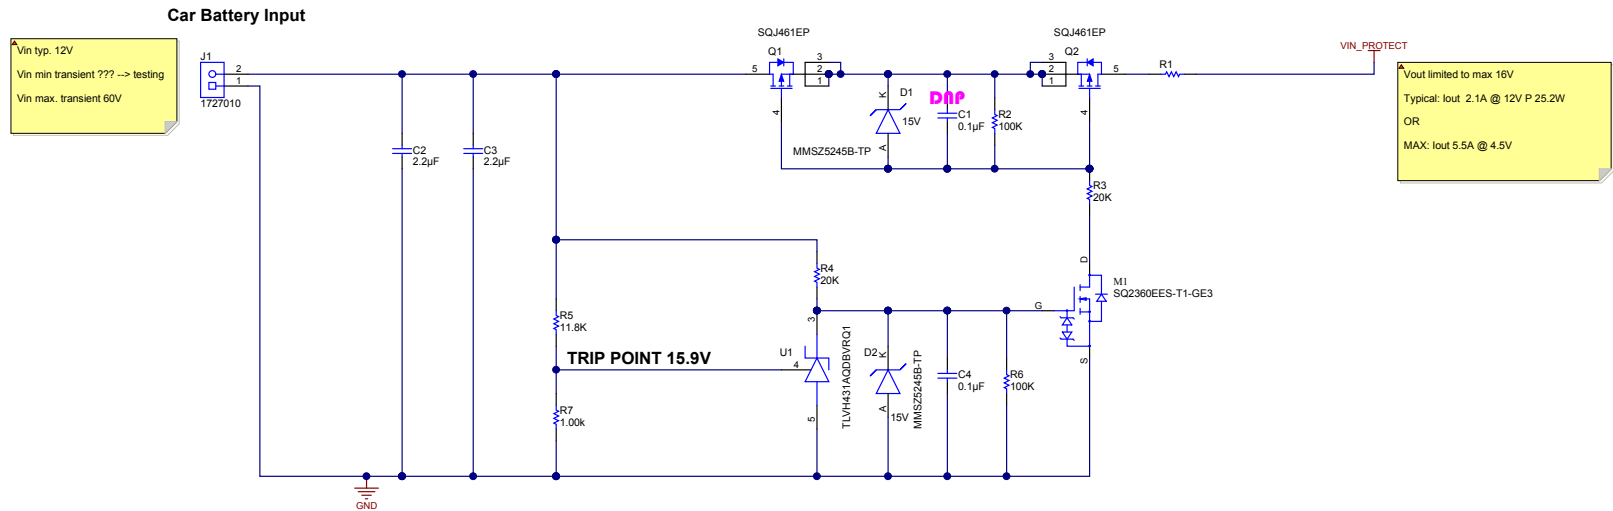 Car Battery Input
Vin typ. 12V
Vin min transient ??? --> testing
Vin max. transient 60V
J1
2
1
1727010
C2
2.2µF
C3
2.2µF
SQJ461EP
Q1
5
3
2
1
4
K
D1
15V
A
MMSZ5245B-TP
DNP
C1
0.1µF
R2
100K
SQJ461EP
Q2
3
2
1
5
4
R1
VIN_PROTECT
Vout limited to max 16V
Typical: Iout 2.1A @ 12V P 25.2W
OR
MAX: Iout 5.5A @ 4.5V
R3
20K
R4
20K
D
M1
SQ2360EES-T1-GE3
G
S
R5
11.8K
TRIP POINT 15.9V
R7
1.00k
3
U1
4
5
TLVH431AQDBVRQ1
K
D2
A
15V
MMSZ5245B-TP
C4
0.1µF
R6
100K
GND